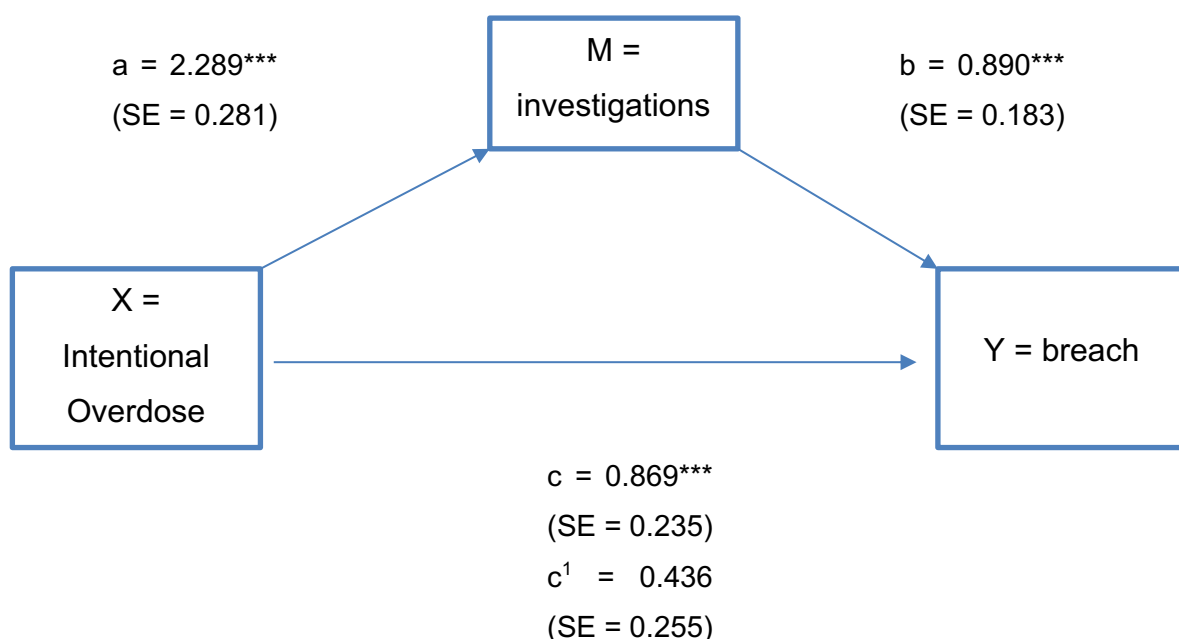 a = 2.289***
(SE = 0.281)
M =
investigations
b = 0.890***
(SE = 0.183)
X =
Intentional
Overdose
Y = breach
c = 0.869***
(SE = 0.235)
c¹ = 0.436
(SE = 0.255)